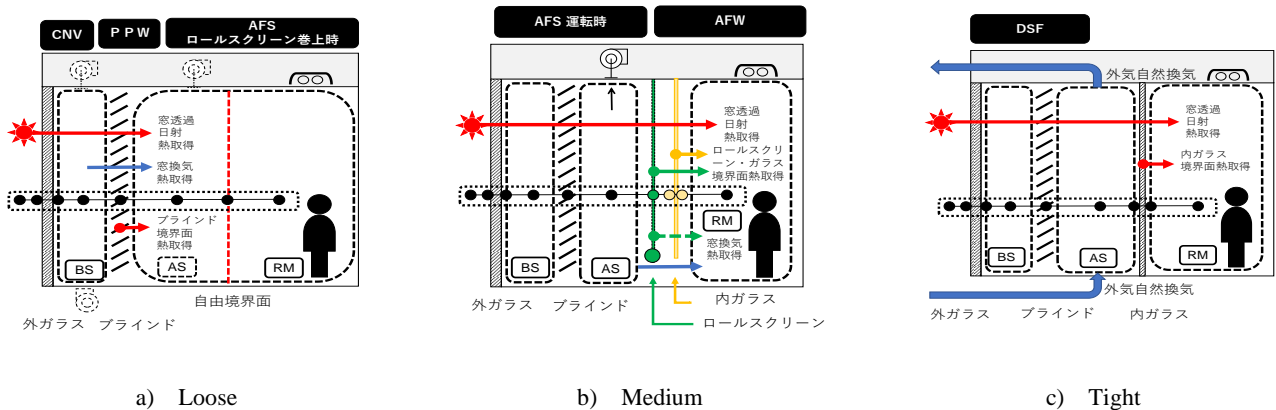 CNV
PPW
AFS
ロールスクリーン巻上時
窓透過
日射
熱取得
窓換気
熱取得
ブラインド
境界面
熱取得
BS
AS
RM
自由境界面
外ガラス
ブラインド
a) Loose
AFS 運転時
AFW
窓透過
日射
熱取得
ロールスクリ
ーン・ガラス
境界面熱取得
RM
窓換気
熱取得
BS
AS
外ガラス
ブラインド
内ガラス
ロールスクリーン
b) Medium
DSF
外気自然換気
窓透過
日射
熱取得
内ガラス
境界面熱取得
BS
AS
RM
外気自然換気
外ガラス
ブラインド
内ガラス
c) Tight